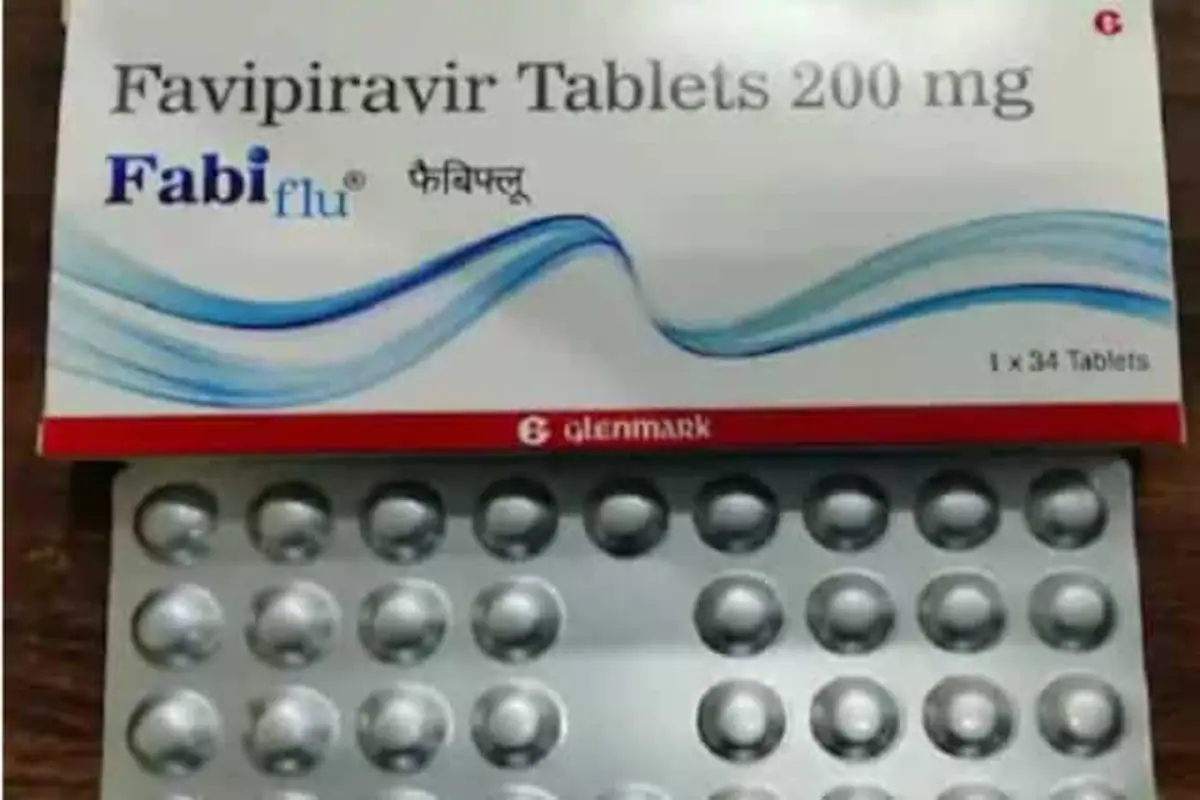 Favipiravir Tablets 200 mg
Fabiflu® फैबिफ्लू
1 x 34 Tablets
G glenmark